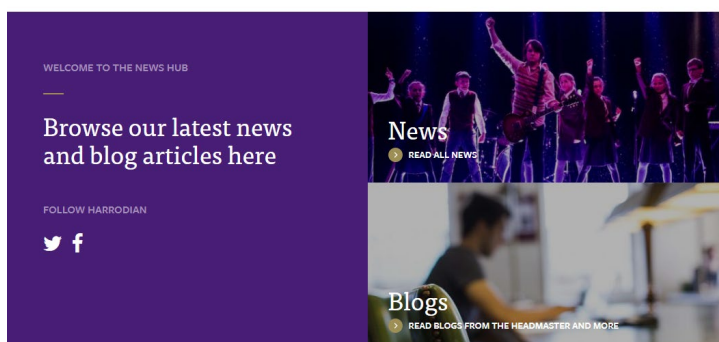 WELCOME TO THE NEWS HUB
Browse our latest news
and blog articles here
FOLLOW HARRODIAN
News
READ ALL NEWS
Blogs
READ BLOGS FROM THE HEADMASTER AND MORE